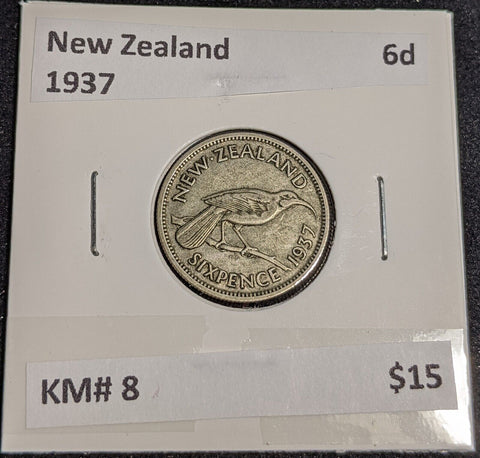 New Zealand 6d
1937
NEW·ZEALAND
SIXPENCE 1937
KM# 8 $15